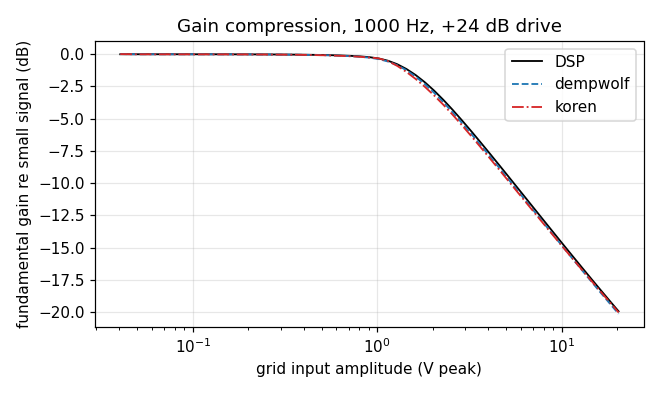 Gain compression, 1000 Hz, +24 dB drive
fundamental gain re small signal (dB)
0.0
−2.5
−5.0
−7.5
−10.0
−12.5
−15.0
−17.5
−20.0
DSP
dempwolf
koren
10⁻¹
10⁰
10¹
grid input amplitude (V peak)